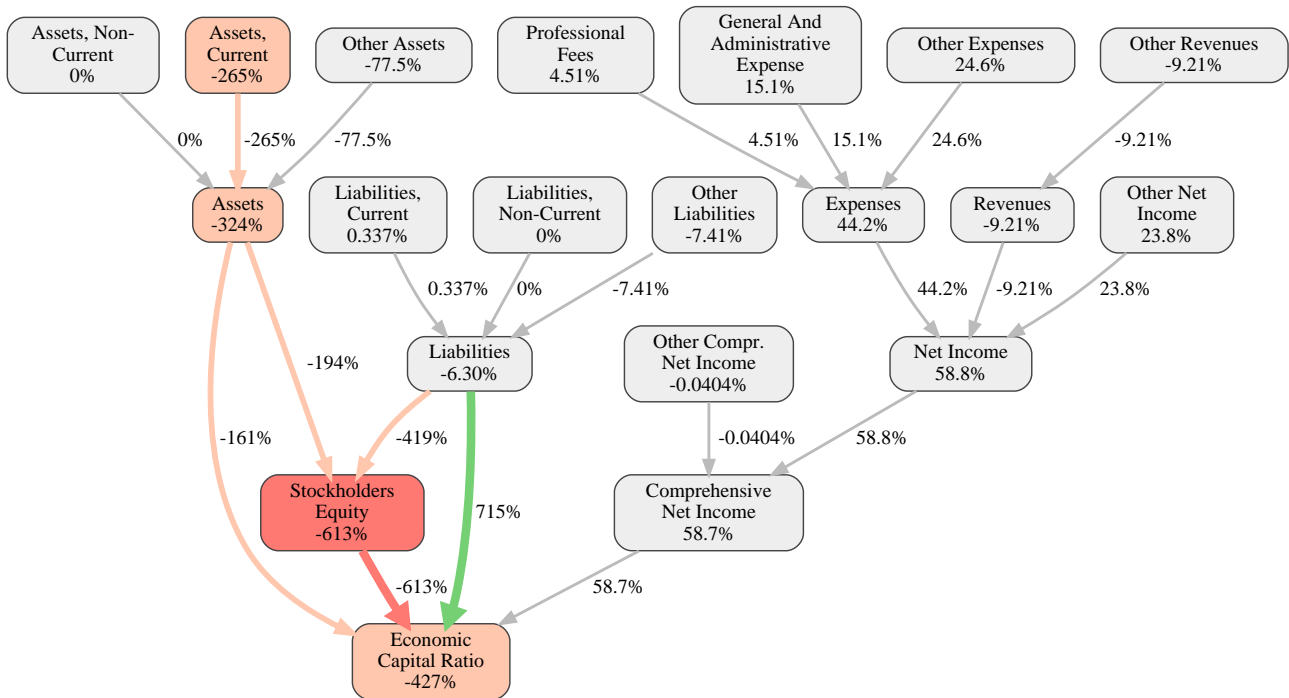 Assets, Non-
Current
0%
Assets,
Current
-265%
Other Assets
-77.5%
Professional
Fees
4.51%
General And
Administrative
Expense
15.1%
Other Expenses
24.6%
Other Revenues
-9.21%
0%
-265%
-77.5%
4.51%
15.1%
24.6%
-9.21%
Assets
-324%
Liabilities,
Current
0.337%
Liabilities,
Non-Current
0%
Other
Liabilities
-7.41%
Expenses
44.2%
Revenues
-9.21%
Other Net
Income
23.8%
0.337%
0%
-7.41%
44.2%
-9.21%
23.8%
Liabilities
-6.30%
Other Compr.
Net Income
-0.0404%
Net Income
58.8%
-194%
-161%
-419%
-0.0404%
58.8%
Stockholders
Equity
-613%
715%
Comprehensive
Net Income
58.7%
-613%
58.7%
Economic
Capital Ratio
-427%